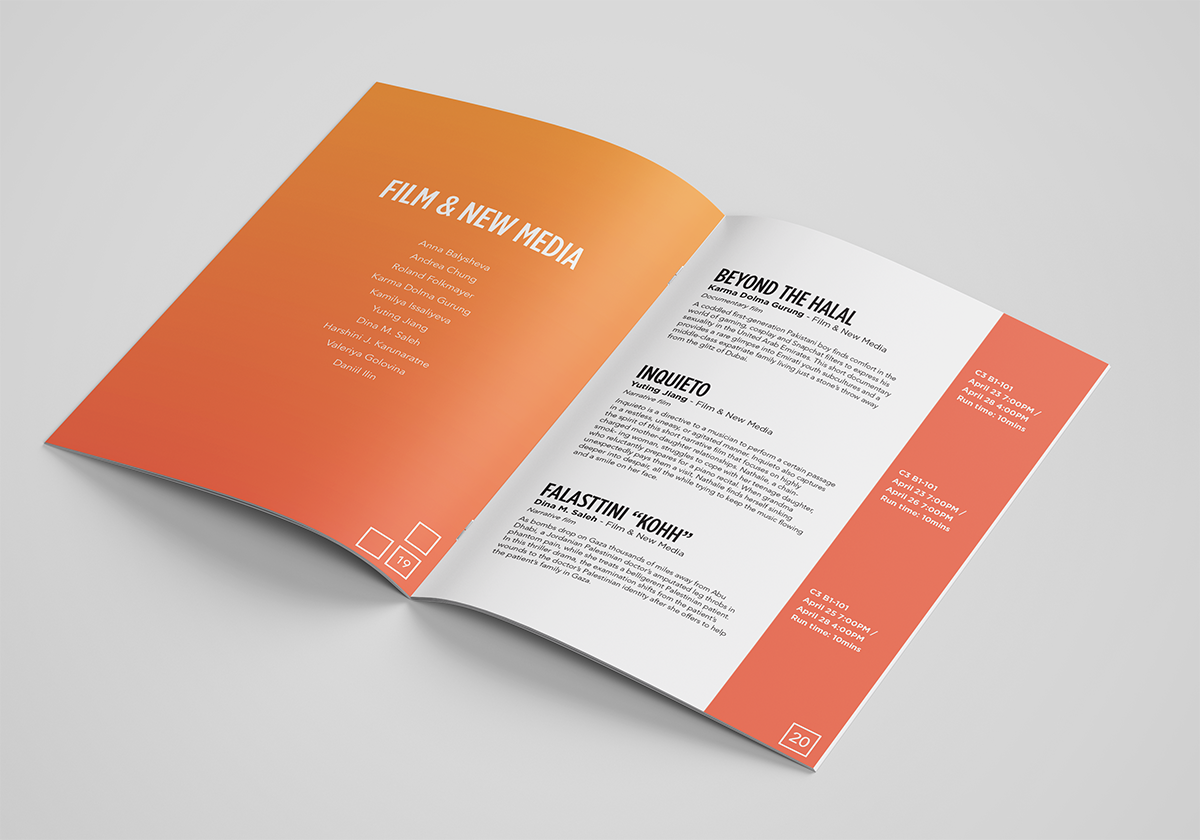 FILM & NEW MEDIA
Anna Balysheva
Andrea Chung
Roland Folkmayer
Karma Dolma Gurung
Kamilya Issaliyeva
Yuting Jiang
Dina M. Saleh
Harshini J. Karunaratne
Valeriya Golovina
Daniil Ilin
19
BEYOND THE HALAL
Karma Dolma Gurung - Film & New Media
Documentary film
A coddled first-generation Pakistani boy finds comfort in the
world of gaming, cosplay and Snapchat filters to express his
sexuality in the United Arab Emirates. This short documentary
provides a rare glimpse into Emirati youth subcultures and a
middle-class expatriate family living just a stone's throw away
from the glitz of Dubai.
C3 B1-101
April 23 7:00PM /
April 28 4:00PM
Run time: 10mins
INQUIETO
Yuting Jiang - Film & New Media
Narrative film
Inquieto is a directive to a musician to perform a certain passage
in a restless, uneasy, or agitated manner. Inquieto also captures
the spirit of this short narrative film that focuses on highly
charged mother-daughter relationships. Nathalie, a chain-
smok- ing woman, struggles to cope with her teenage daughter,
who reluctantly prepares for a piano recital. When grandma
unexpectedly pays them a visit, Nathalie finds herself sinking
deeper into despair, all the while trying to keep the music flowing
and a smile on her face.
C3 B1-101
April 23 7:00PM /
April 26 7:00PM
Run time: 10mins
FALASTTINI “KOHH”
Dina M. Saleh - Film & New Media
Narrative film
As bombs drop on Gaza thousands of miles away from Abu
Dhabi, a Jordanian Palestinian doctor's amputated leg throbs in
phantom pain, while she treats a belligerent Palestinian patient.
In this thriller drama, the examination shifts from the patient's
wounds to the doctor's Palestinian identity after she offers to help
the patient's family in Gaza.
C3 B1-101
April 25 7:00PM /
April 28 4:00PM
Run time: 10mins
20